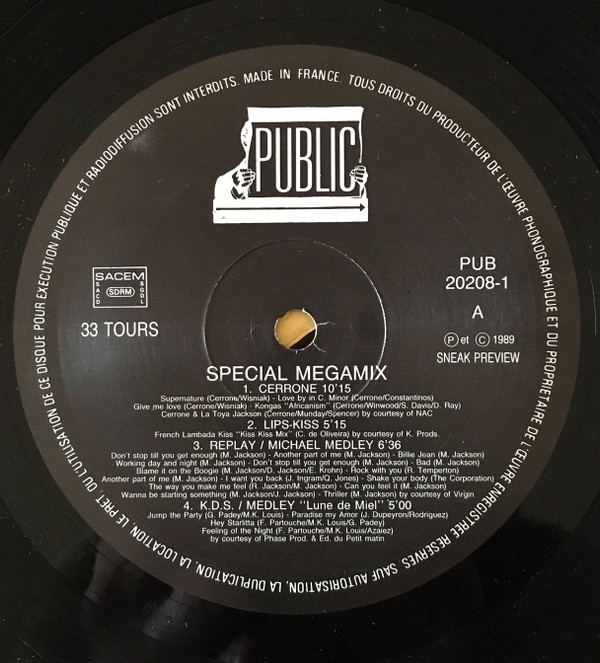 MADE IN FRANCE. TOUS DROITS DU PRODUCTEUR DE L'ŒUVRE PHONOGRAPHIQUE ET DU PROPRIETAIRE DE L'ŒUVRE ENREGISTREE RESERVES SAUF AUTORISATION, LA DUPLICATION, LA LOCATION, LE PRET OU L'UTILISATION DE CE DISQUE POUR EXECUTION PUBLIQUE ET RADIODIFFUSION SONT INTERDITS.
PUBLIC
SACEM
SACD
SDRM
SGDL
33 TOURS
PUB
20208-1
A
Ⓟ et Ⓒ 1989
SNEAK PREVIEW
SPECIAL MEGAMIX
1. CERRONE 10'15
Supernature (Cerrone/Wisniak) - Love by in C. Minor (Cerrone/Constantinos)
Give me love (Cerrone/Wisniak) - Kongas "Africanism" (Cerrone/Winwood/S. Davis/D. Ray)
Cerrone & La Toya Jackson (Cerrone/Munday/Spencer) by courtesy of NAC
2. LIPS-KISS 5'15
French Lambada Kiss "Kiss Kiss Mix" (C. de Oliveira) by courtesy of K. Prods.
3. REPLAY / MICHAEL MEDLEY 6'36
Don't stop till you get enough (M. Jackson) - Another part of me (M. Jackson) - Billie Jean (M. Jackson)
Working day and night (M. Jackson) - Don't stop till you get enough (M. Jackson) - Bad (M. Jackson)
Blame it on the Boogie (M. Jackson/D. Jackson/E. Krohn) - Rock with you (R. Temperton)
Another part of me (M. Jackson) - I want you back (J. Ingram/Q. Jones) - Shake your body (The Corporation)
The way you make me feel (R. Jackson/M. Jackson) - Can you feel it (M. Jackson)
Wanna be starting something (M. Jackson/J. Jackson) - Thriller (M. Jackson) by courtesy of Virgin
4. K.D.S. / MEDLEY "Lune de Miel" 5'00
Jump the Party (G. Padey/M.K. Louis) - Paradise my Amor (J. Dupeyron/Rodriguez)
Hey Starlitta (F. Partouche/M.K. Louis/G. Padey)
Feeling of the Night (F. Partouche/M.K. Louis/Azaiez)
by courtesy of Phase Prod. & Ed. du Petit matin